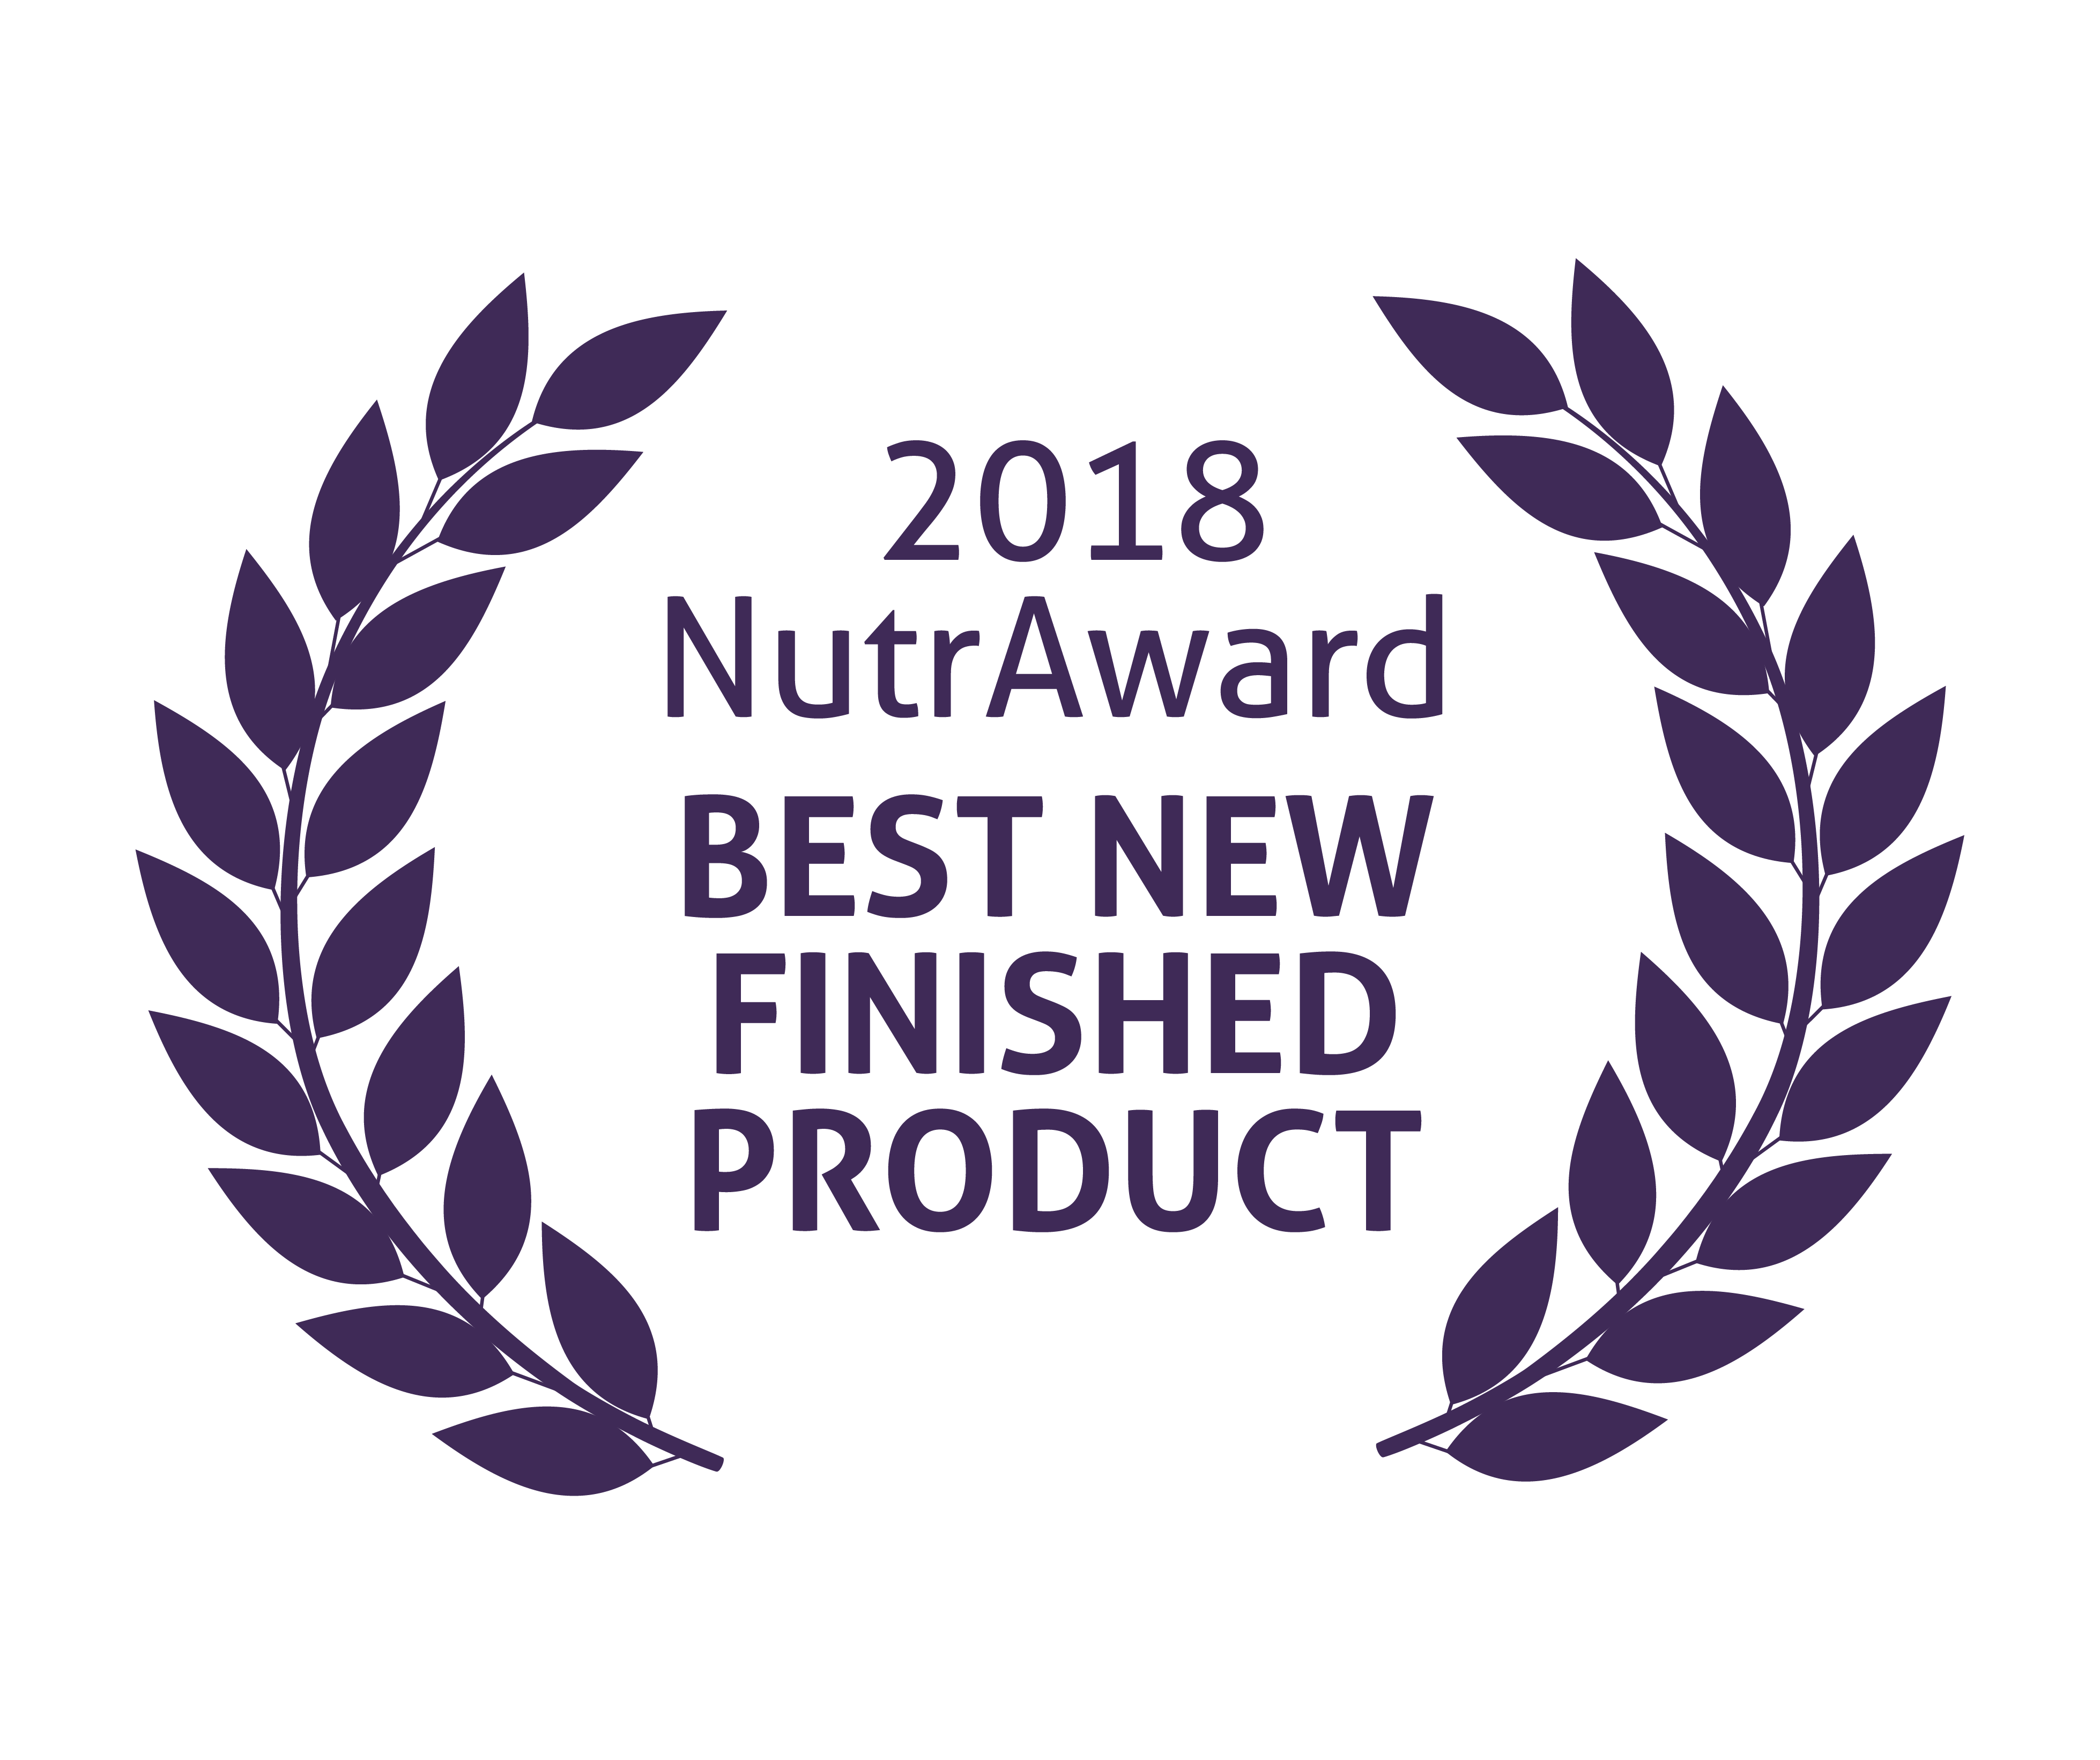 2018
NutrAward
BEST NEW
FINISHED
PRODUCT